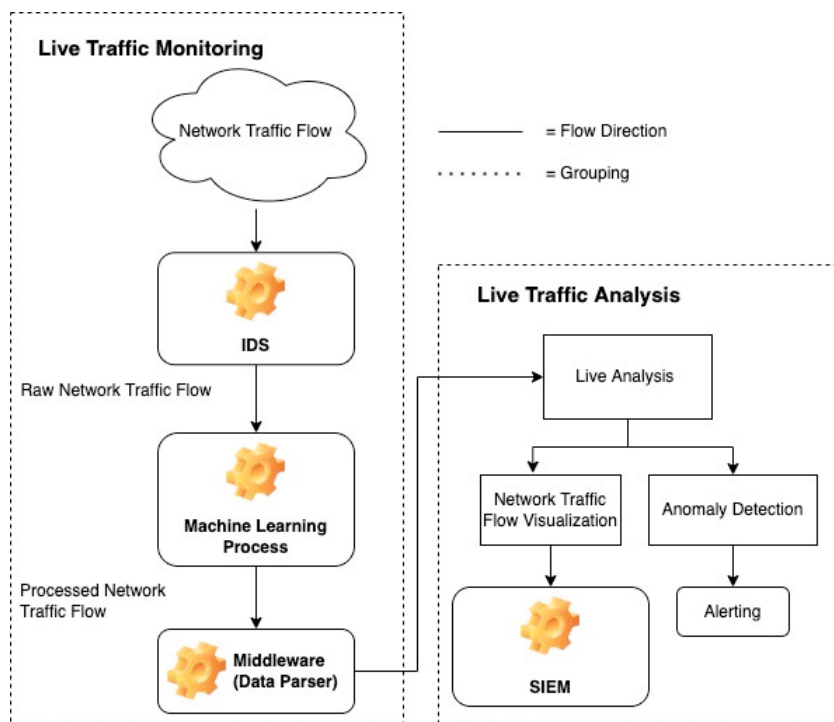 Live Traffic Monitoring
Network Traffic Flow
IDS
Raw Network Traffic Flow
Machine Learning
Process
Processed Network
Traffic Flow
Middleware
(Data Parser)
= Flow Direction
= Grouping
Live Traffic Analysis
Live Analysis
Network Traffic
Flow Visualization
Anomaly Detection
SIEM
Alerting